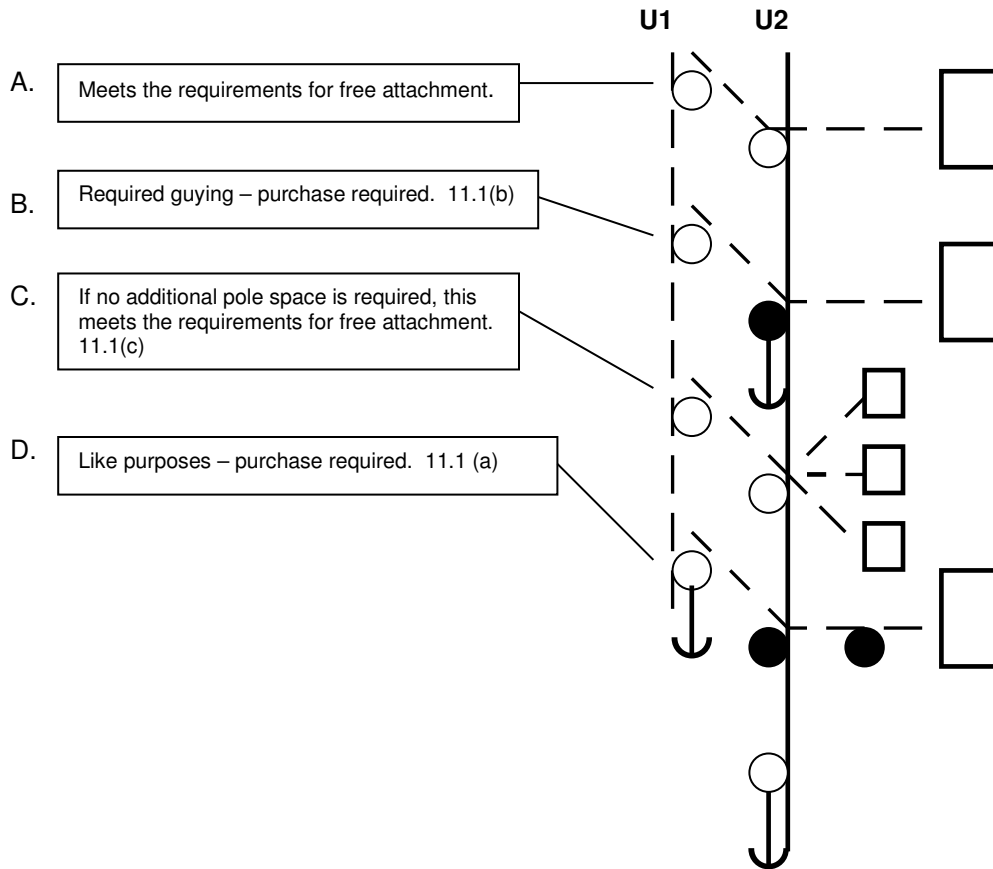 U1 U2
A. Meets the requirements for free attachment.
B. Required guying – purchase required. 11.1(b)
C. If no additional pole space is required, this
meets the requirements for free attachment.
11.1(c)
D. Like purposes – purchase required. 11.1 (a)